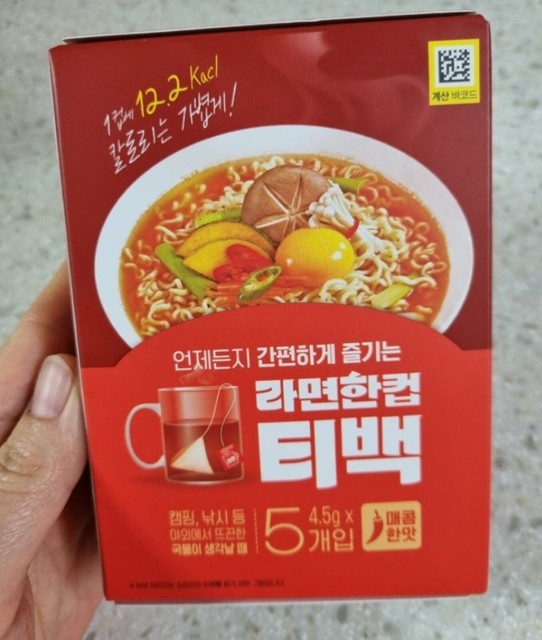 1컵에 12.2 Kacl
칼로리는 가볍게!
계산 바코드
언제든지 간편하게 즐기는
라면한컵
티백
캠핑, 낚시 등
야외에서 뜨끈한
국물이 생각날 때
5
4.5g x
개입
매콤
한맛